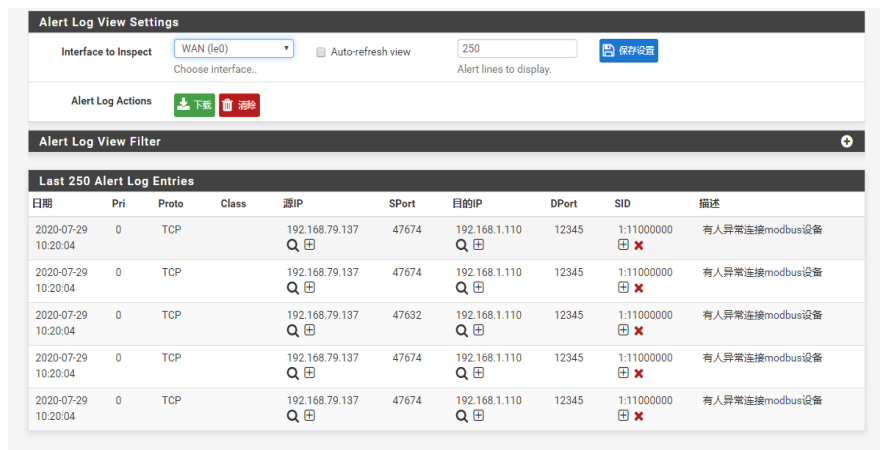 Alert Log View Settings
Interface to Inspect WAN (le0) Auto-refresh view 250 保存设置
Choose interface.. Alert lines to display.
Alert Log Actions 下载 清除
Alert Log View Filter
Last 250 Alert Log Entries
日期 Pri Proto Class 源IP SPort 目的IP DPort SID 描述
2020-07-29 0 TCP 192.168.79.137 47674 192.168.1.110 12345 1:11000000 有人异常连接modbus设备
10:20:04
2020-07-29 0 TCP 192.168.79.137 47674 192.168.1.110 12345 1:11000000 有人异常连接modbus设备
10:20:04
2020-07-29 0 TCP 192.168.79.137 47632 192.168.1.110 12345 1:11000000 有人异常连接modbus设备
10:20:04
2020-07-29 0 TCP 192.168.79.137 47674 192.168.1.110 12345 1:11000000 有人异常连接modbus设备
10:20:04
2020-07-29 0 TCP 192.168.79.137 47674 192.168.1.110 12345 1:11000000 有人异常连接modbus设备
10:20:04